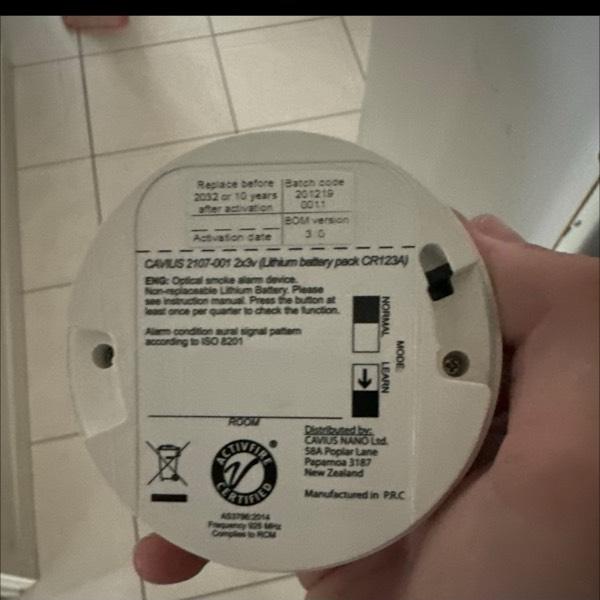 Replace before
2032 or 10 years
after activation
Batch code
201219
0011
BOM version
3.0
Activation date
CAVIUS 2107-001 2x3v (Lithium battery pack CR123A)
ENG: Optical smoke alarm device.
Non-replaceable Lithium Battery. Please
see instruction manual. Press the button at
least once per quarter to check the function.
Alarm condition aural signal pattern
according to ISO 8201
NORMAL
MODE:
LEARN
ROOM
ACTIVFIRE
®
CERTIFIED
AS3786:2014
Frequency 925 MHz
Complies to RCM
Distributed by:
CAVIUS NANO Ltd.
58A Poplar Lane
Papamoa 3187
New Zealand
Manufactured in P.R.C